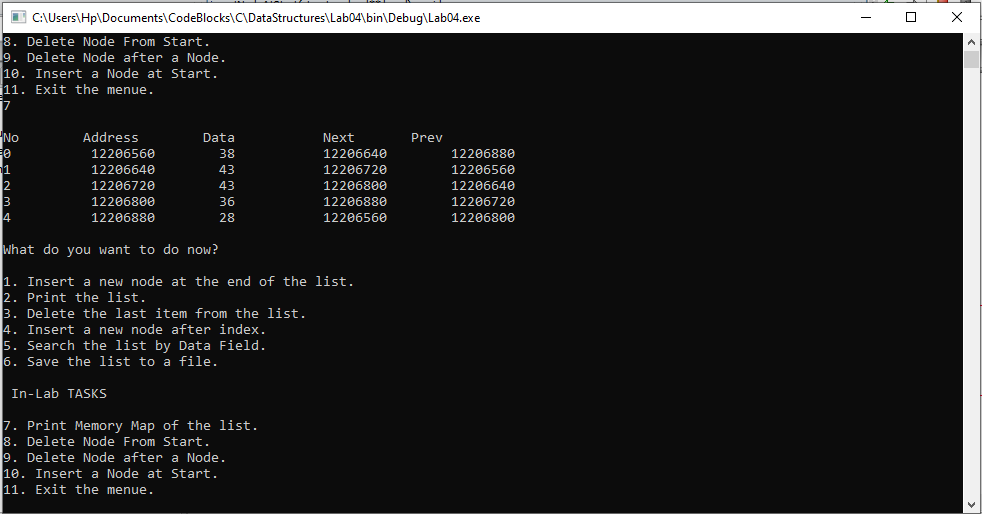 C:\Users\Hp\Documents\CodeBlocks\C\DataStructures\Lab04\bin\Debug\Lab04.exe
8. Delete Node From Start.
9. Delete Node after a Node.
10. Insert a Node at Start.
11. Exit the menue.
7
No Address Data Next Prev
0 12206560 38 12206640 12206880
1 12206640 43 12206720 12206560
2 12206720 43 12206800 12206640
3 12206800 36 12206880 12206720
4 12206880 28 12206560 12206800
What do you want to do now?
1. Insert a new node at the end of the list.
2. Print the list.
3. Delete the last item from the list.
4. Insert a new node after index.
5. Search the list by Data Field.
6. Save the list to a file.
In-Lab TASKS
7. Print Memory Map of the list.
8. Delete Node From Start.
9. Delete Node after a Node.
10. Insert a Node at Start.
11. Exit the menue.